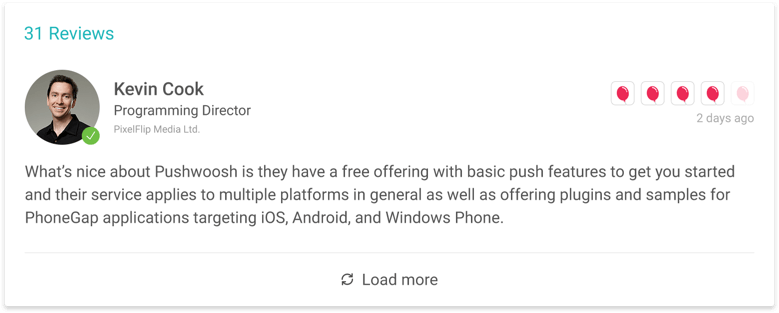 31 Reviews
Kevin Cook
Programming Director
PixelFlip Media Ltd.
2 days ago
What’s nice about Pushwoosh is they have a free offering with basic push features to get you started
and their service applies to multiple platforms in general as well as offering plugins and samples for
PhoneGap applications targeting iOS, Android, and Windows Phone.
Load more